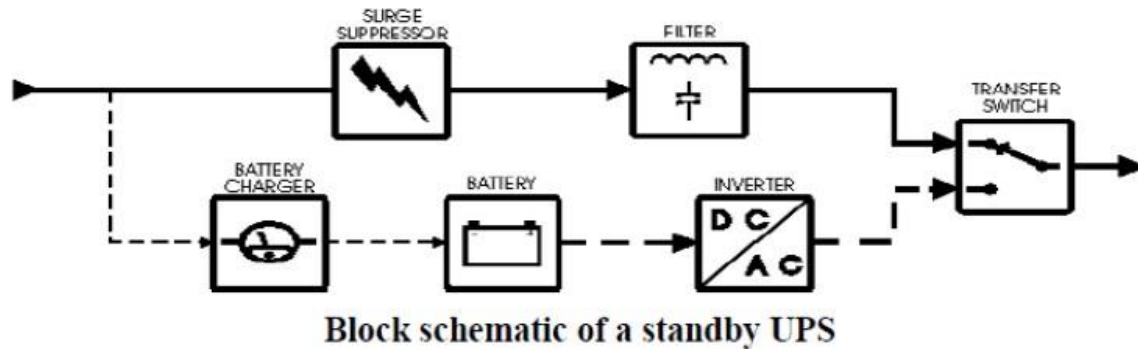 SURGE
SUPPRESSOR
FILTER
TRANSFER
SWITCH
BATTERY
CHARGER
BATTERY
INVERTER
D C
A C
Block schematic of a standby UPS